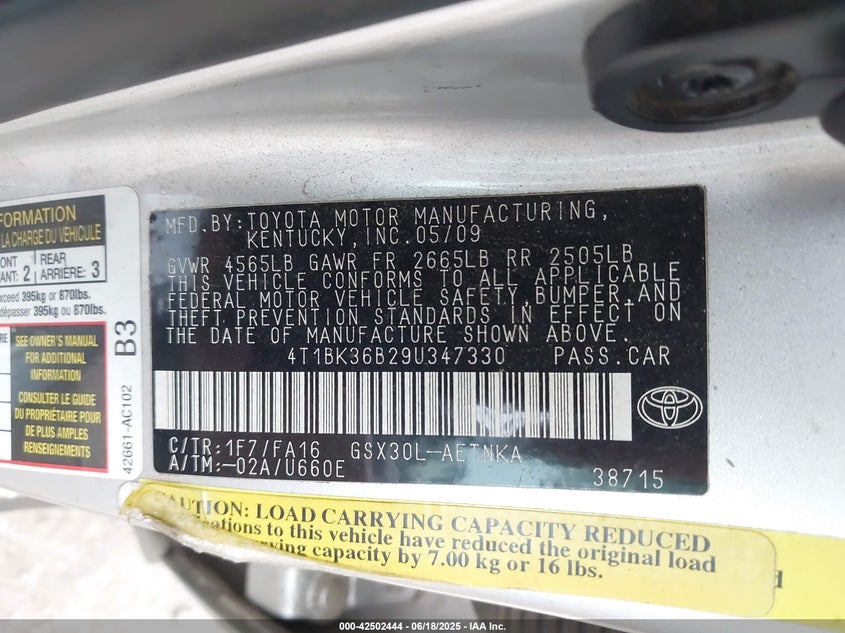 FORMATION
LA CHARGE DU VÉHICULE
2
REAR
ARRIÈRE: 3
exceed 395kg or 870lbs.
dépasser 395kg ou 870lbs.
SEE OWNER'S MANUAL
FOR ADDITIONAL
INFORMATION
CONSULTER LE GUIDE
DU PROPRIÉTAIRE POUR
DE PLUS AMPLES
RENSEIGNEMENTS
B3
42661-AC102
MFD.BY:TOYOTA MOTOR MANUFACTURING,
KENTUCKY,INC.05/09
GVWR 4565LB GAWR FR 2665LB RR 2505LB
THIS VEHICLE CONFORMS TO ALL APPLICABLE
FEDERAL MOTOR VEHICLE SAFETY,BUMPER,AND
THEFT PREVENTION STANDARDS IN EFFECT ON
THE DATE OF MANUFACTURE SHOWN ABOVE.
4T1BK36B29U347330 PASS.CAR
C/TR:1F7/FA16 GSX30L-AETNKA
A/TM:-02A/U660E
38715
CAUTION: LOAD CARRYING CAPACITY REDUCED
to this vehicle have reduced the original load
carrying capacity by 7.00 kg or 16 lbs.
000-42502444 | 06/18/2025 | IAA Inc.